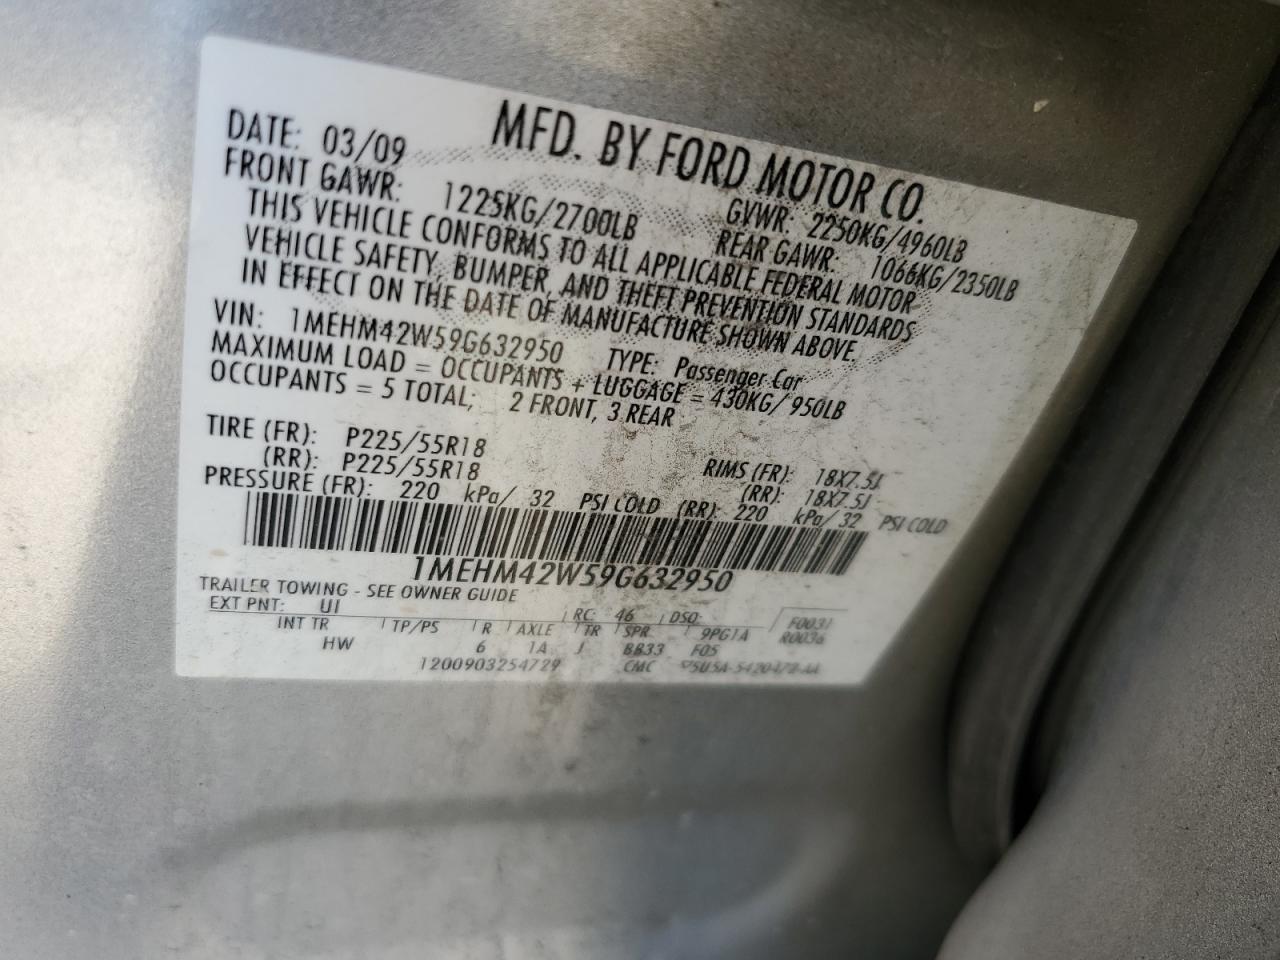 MFD. BY FORD MOTOR CO.
DATE: 03/09 GVWR: 2250KG/4960LB
FRONT GAWR: 1225KG/2700LB REAR GAWR: 1066KG/2350LB
THIS VEHICLE CONFORMS TO ALL APPLICABLE FEDERAL MOTOR
VEHICLE SAFETY, BUMPER, AND THEFT PREVENTION STANDARDS
IN EFFECT ON THE DATE OF MANUFACTURE SHOWN ABOVE.
VIN: 1MEHM42W59G632950 TYPE: Passenger Car
MAXIMUM LOAD = OCCUPANTS + LUGGAGE = 430KG/ 950LB
OCCUPANTS = 5 TOTAL; 2 FRONT, 3 REAR
TIRE (FR): P225/55R18 RIMS (FR): 18X7.5J
(RR): P225/55R18 (RR): 18X7.5J
PRESSURE (FR): 220 kPa/ 32 PSI COLD (RR): 220 kPa/ 32 PSI COLD
1MEHM42W59G632950
TRAILER TOWING - SEE OWNER GUIDE
EXT PNT: UI RC: 46 DSO: F0031
INT TR TP/PS R AXLE TR SPR 9PG1A R0036
HW 6 1A J BB33 F05
1200903254729 CMC